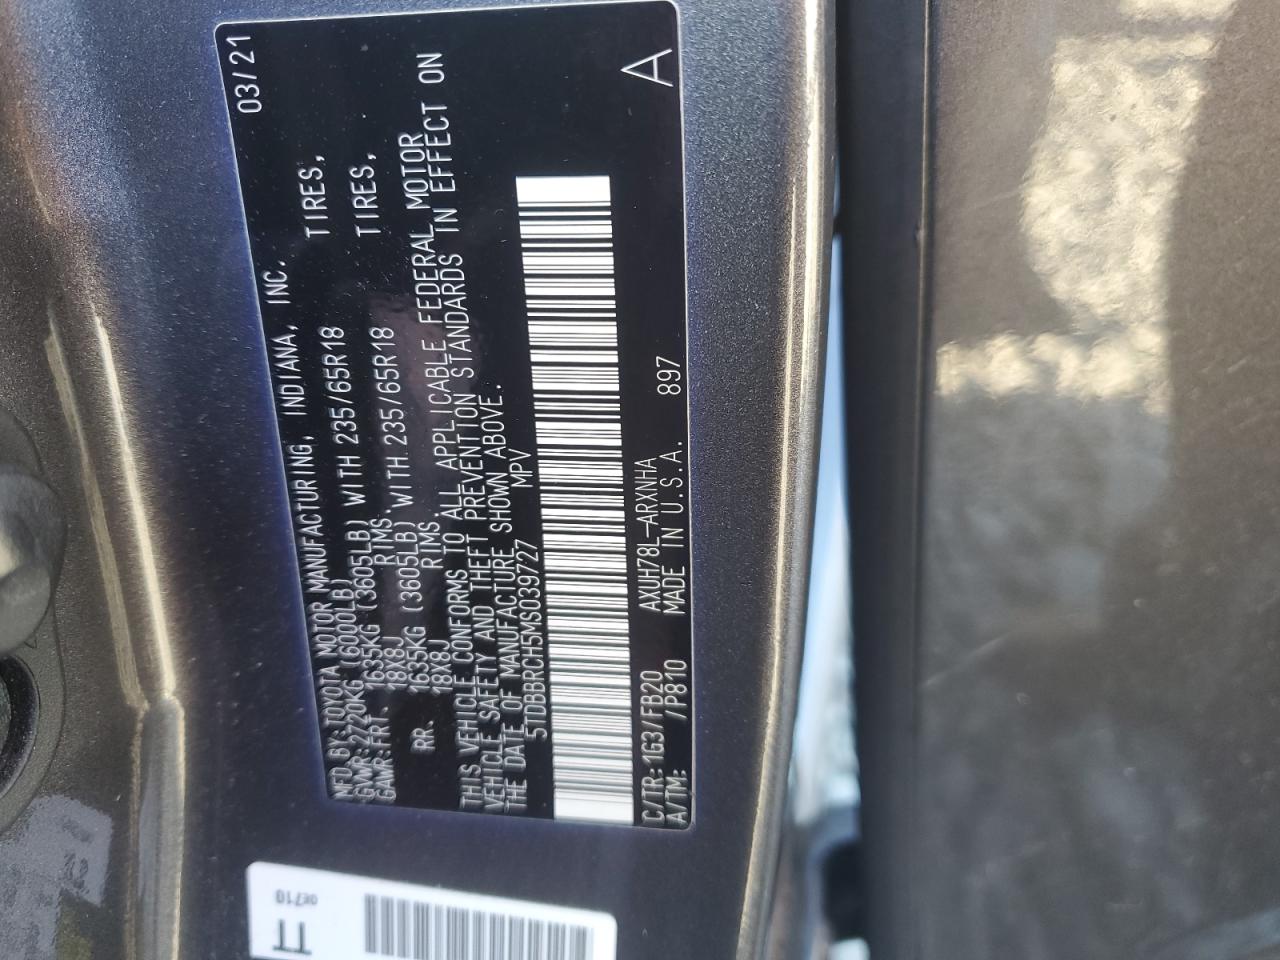 MFD.BY:TOYOTA MOTOR MANUFACTURING, INDIANA, INC. 03/21
GVWR:2720KG (6000LB)
GAWR:FRT. 1635KG (3605LB) WITH 235/65R18 TIRES,
18X8J RIMS,
RR. 1635KG (3605LB) WITH 235/65R18 TIRES,
18X8J RIMS,
THIS VEHICLE CONFORMS TO ALL APPLICABLE FEDERAL MOTOR
VEHICLE SAFETY AND THEFT PREVENTION STANDARDS IN EFFECT ON
THE DATE OF MANUFACTURE SHOWN ABOVE.
5TDBBRCH5MS039727 MPV
C/TR:1G3/FB20 AXUH78L-ARXNHA
A/TM: /P810 MADE IN U.S.A. 897 A
0E710